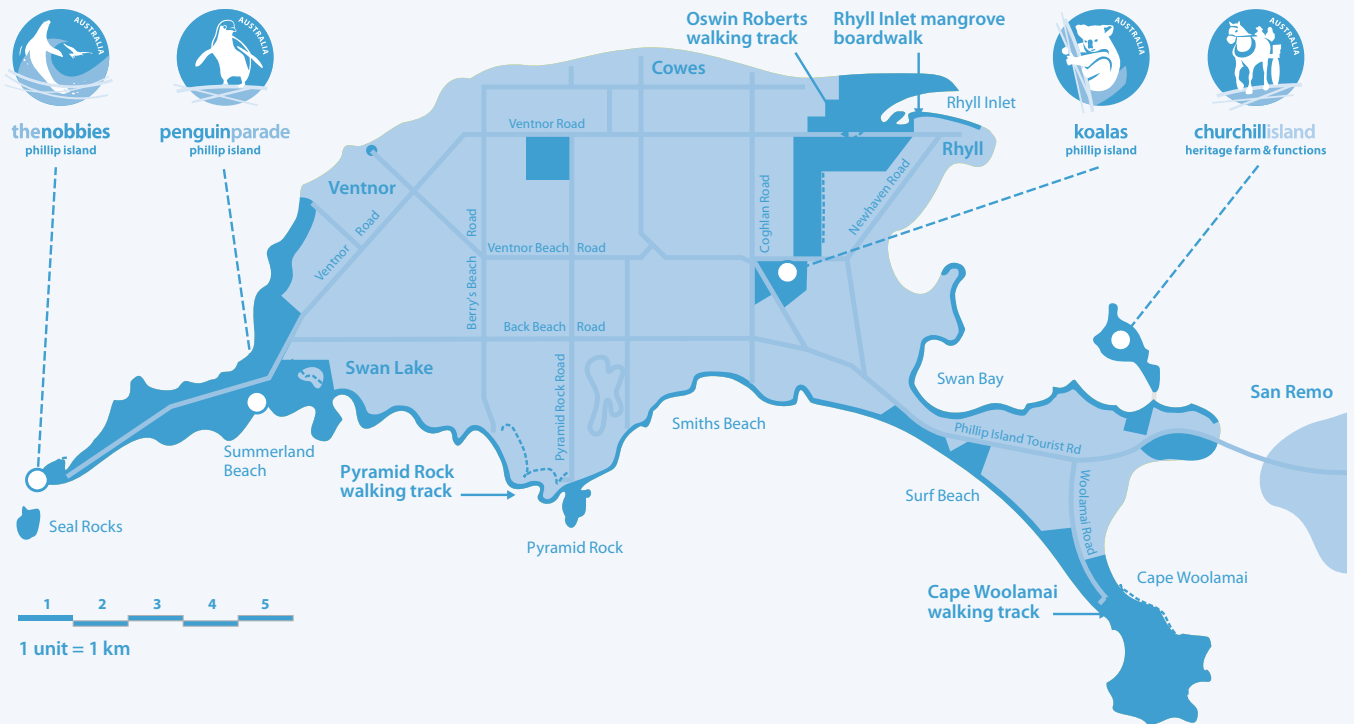 AUSTRALIA
thenobbies
phillip island
AUSTRALIA
penguinparade
phillip island
Oswin Roberts
walking track
Rhyll Inlet mangrove
boardwalk
AUSTRALIA
koalas
phillip island
AUSTRALIA
churchillisland
heritage farm & functions
Cowes
Rhyll Inlet
Ventnor Road
Rhyll
Ventnor
Ventnor Road
Berry's Beach Road
Ventnor Beach Road
Coghlan Road
Newhaven Road
Back Beach Road
Swan Lake
Pyramid Rock Road
Swan Bay
San Remo
Smiths Beach
Phillip Island Tourist Rd
Summerland
Beach
Pyramid Rock
walking track
Surf Beach
Woolamai Road
Seal Rocks
Pyramid Rock
Cape Woolamai
Cape Woolamai
walking track
1 2 3 4 5
1 unit = 1 km